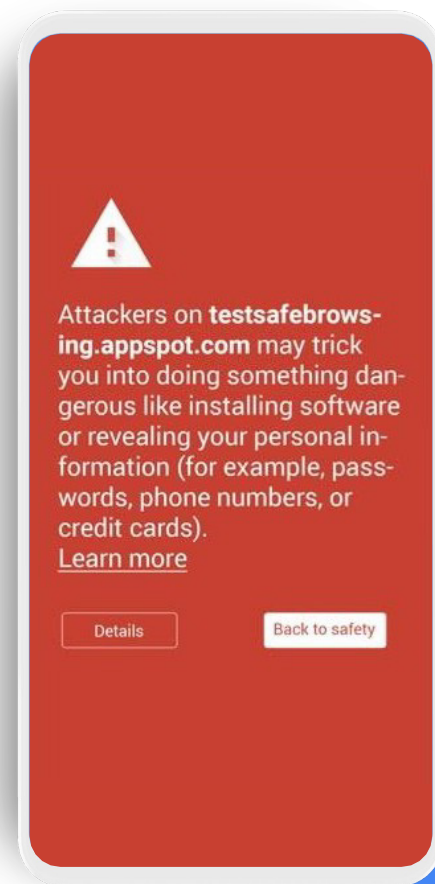 Attackers on testsafebrows-
ing.appspot.com may trick
you into doing something dan-
gerous like installing software
or revealing your personal in-
formation (for example, pass-
words, phone numbers, or
credit cards).
Learn more
Details Back to safety